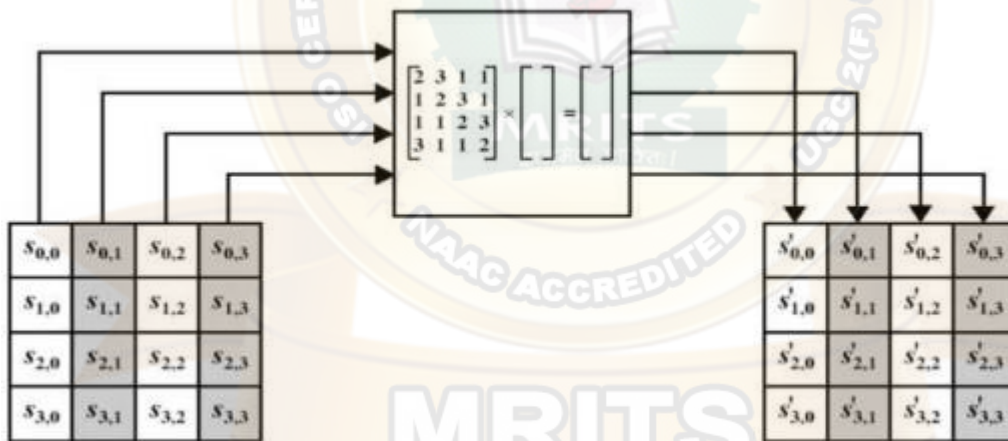 2 3 1 1
1 2 3 1
1 1 2 3
3 1 1 2
× =
s0,0 s0,1 s0,2 s0,3
s1,0 s1,1 s1,2 s1,3
s2,0 s2,1 s2,2 s2,3
s3,0 s3,1 s3,2 s3,3
s'0,0 s'0,1 s'0,2 s'0,3
s'1,0 s'1,1 s'1,2 s'1,3
s'2,0 s'2,1 s'2,2 s'2,3
s'3,0 s'3,1 s'3,2 s'3,3
MRITS
UGC 2(F)
NAAC ACCREDITED
MRITS